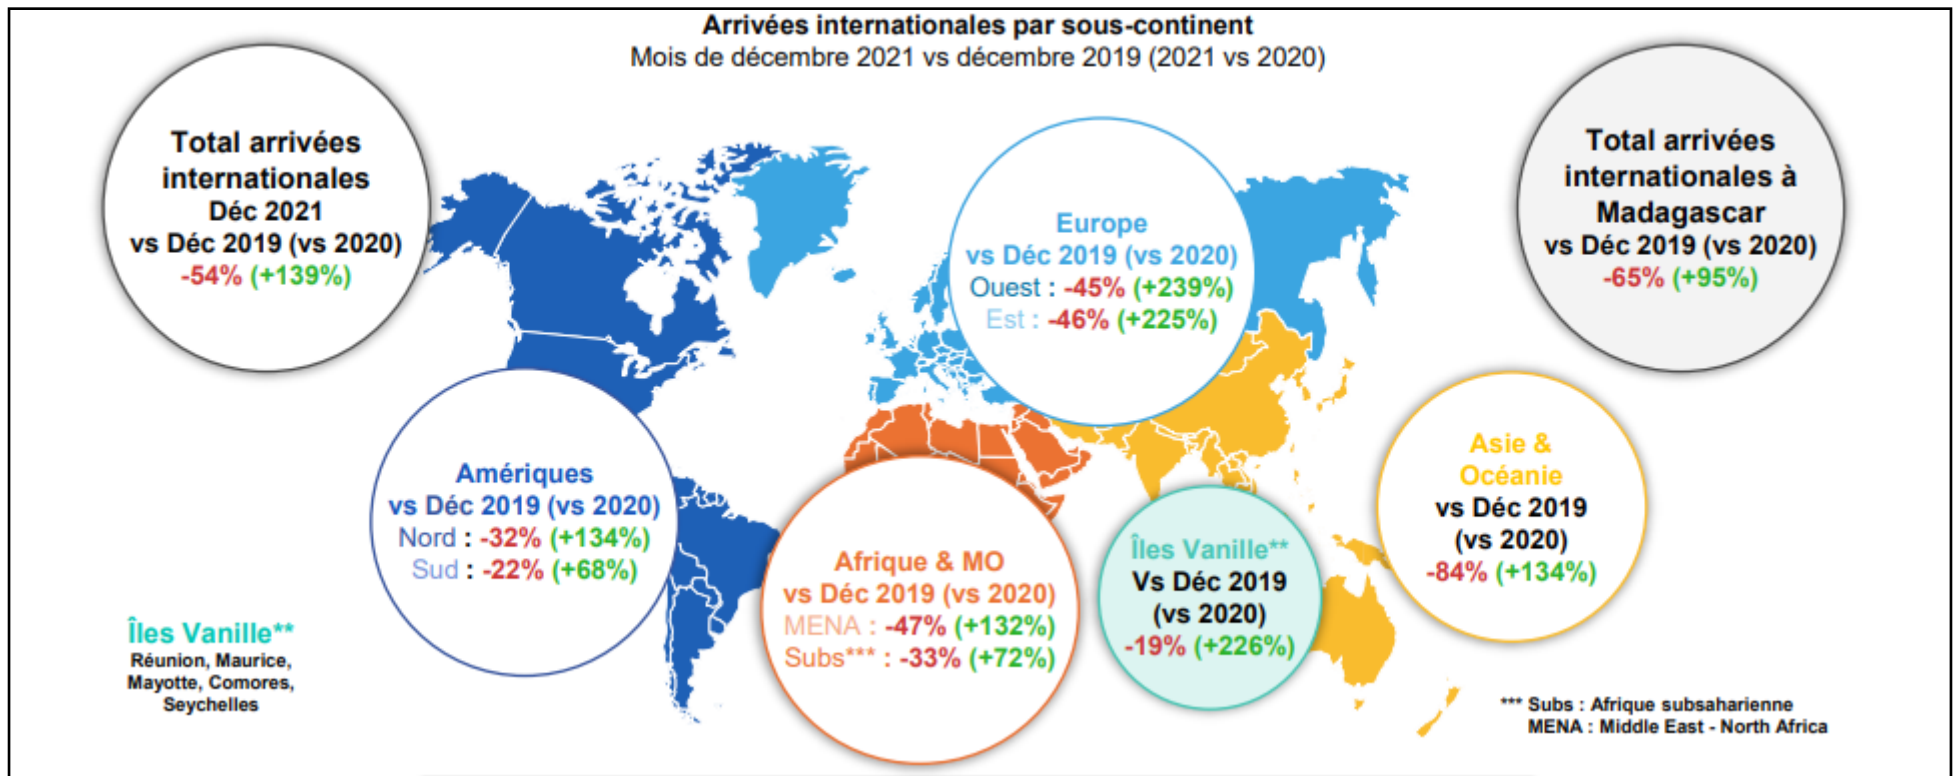 Arrivées internationales par sous-continent
Mois de décembre 2021 vs décembre 2019 (2021 vs 2020)
Total arrivées
internationales
Déc 2021
vs Déc 2019 (vs 2020)
-54% (+139%)
Europe
vs Déc 2019 (vs 2020)
Ouest : -45% (+239%)
Est : -46% (+225%)
Total arrivées
internationales à
Madagascar
vs Déc 2019 (vs 2020)
-65% (+95%)
Amériques
vs Déc 2019 (vs 2020)
Nord : -32% (+134%)
Sud : -22% (+68%)
Afrique & MO
vs Déc 2019 (vs 2020)
MENA : -47% (+132%)
Subs*** : -33% (+72%)
Îles Vanille**
Vs Déc 2019
(vs 2020)
-19% (+226%)
Asie &
Océanie
vs Déc 2019
(vs 2020)
-84% (+134%)
Îles Vanille**
Réunion, Maurice,
Mayotte, Comores,
Seychelles
*** Subs : Afrique subsaharienne
MENA : Middle East - North Africa